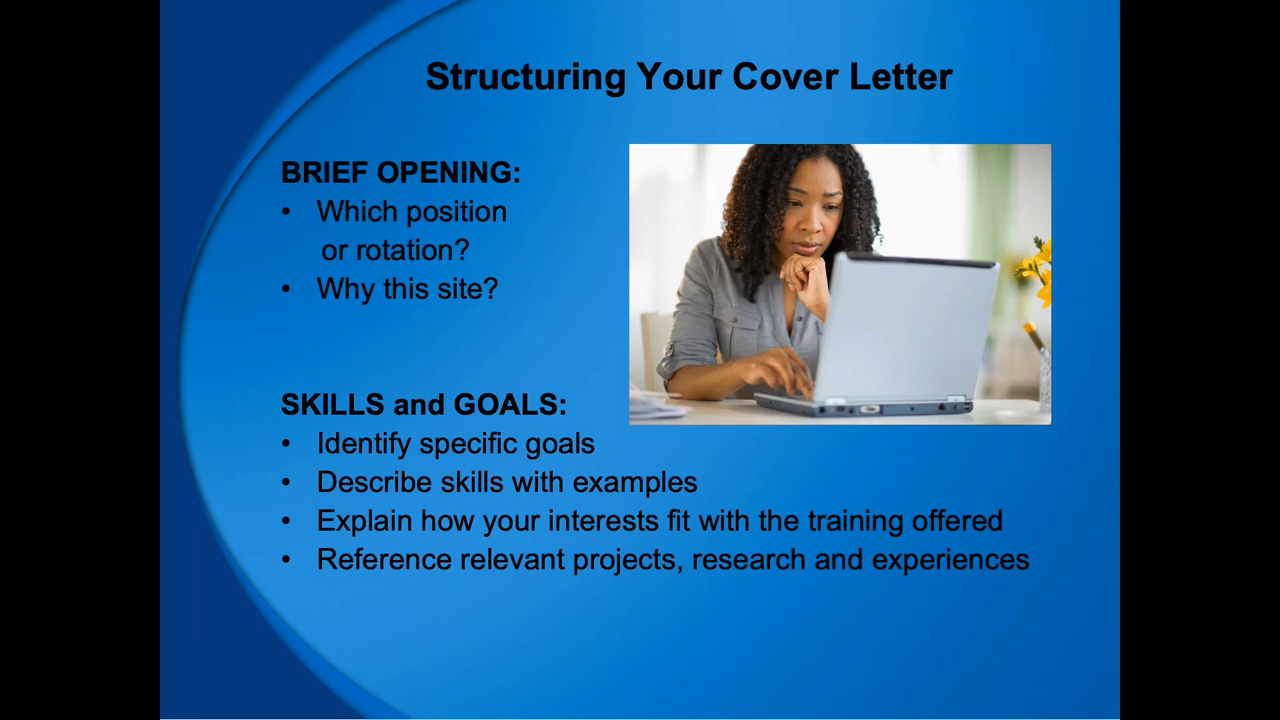 Structuring Your Cover Letter
BRIEF OPENING:
• Which position
or rotation?
• Why this site?
SKILLS and GOALS:
• Identify specific goals
• Describe skills with examples
• Explain how your interests fit with the training offered
• Reference relevant projects, research and experiences